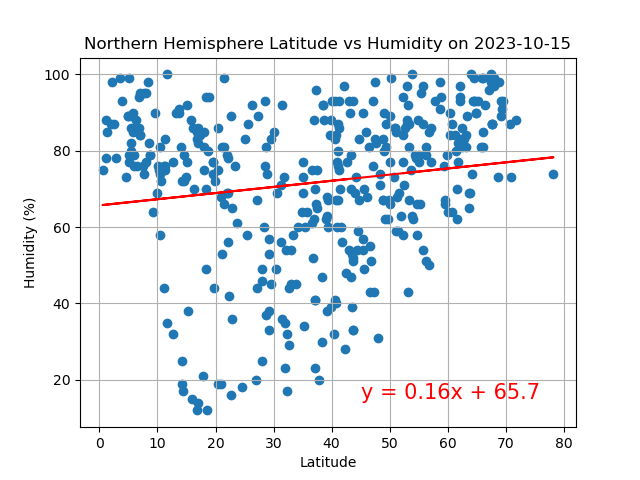 Northern Hemisphere Latitude vs Humidity on 2023-10-15
100
80
60
40
20
Humidity (%)
y = 0.16x + 65.7
0 10 20 30 40 50 60 70 80
Latitude